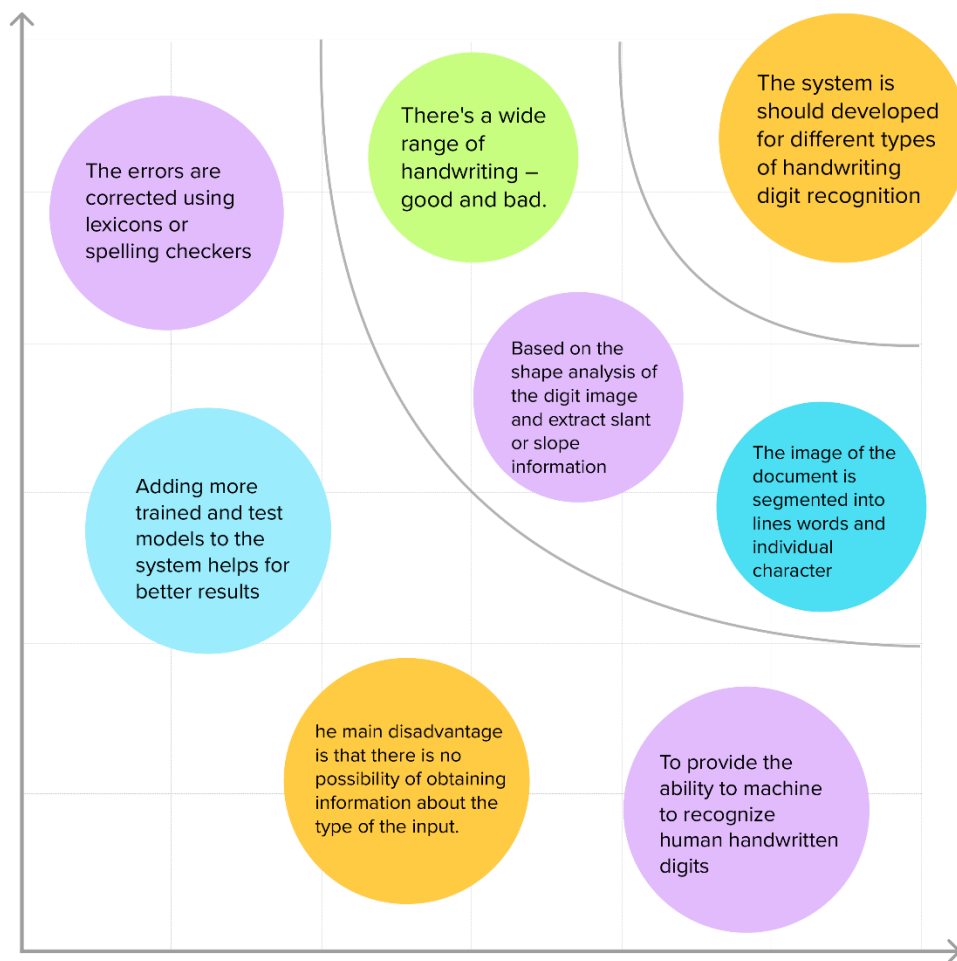 The errors are
corrected using
lexicons or
spelling checkers
There's a wide
range of
handwriting –
good and bad.
The system is
should developed
for different types
of handwriting
digit recognition
Based on the
shape analysis of
the digit image
and extract slant
or slope
information
Adding more
trained and test
models to the
system helps for
better results
The image of the
document is
segmented into
lines words and
individual
character
he main disadvantage
is that there is no
possibility of obtaining
information about the
type of the input.
To provide the
ability to machine
to recognize
human handwritten
digits